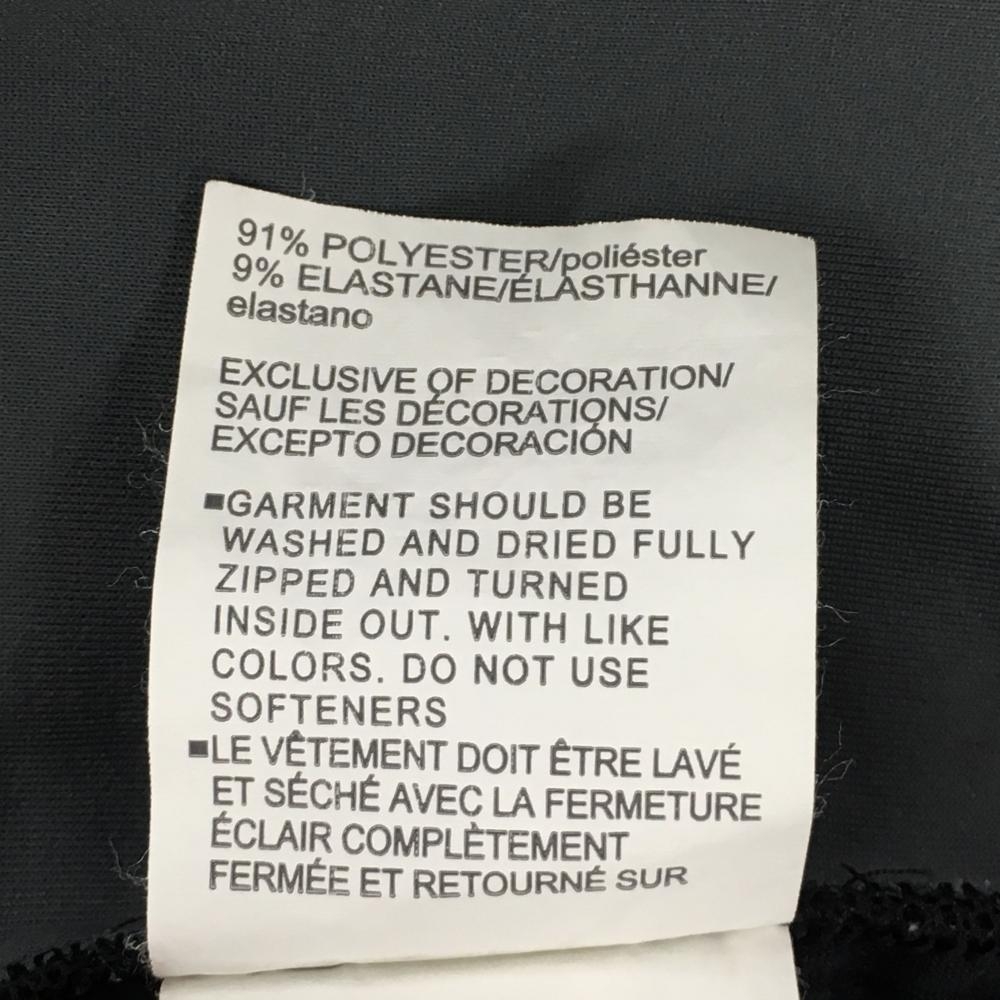 91% POLYESTER/poliéster
9% ELASTANE/ÉLASTHANNE/
elastano
EXCLUSIVE OF DECORATION/
SAUF LES DÉCORATIONS/
EXCEPTO DECORACIÓN
▪GARMENT SHOULD BE
WASHED AND DRIED FULLY
ZIPPED AND TURNED
INSIDE OUT. WITH LIKE
COLORS. DO NOT USE
SOFTENERS
▪LE VÊTEMENT DOIT ÊTRE LAVÉ
ET SÉCHÉ AVEC LA FERMETURE
ÉCLAIR COMPLÈTEMENT
FERMÉE ET RETOURNÉ SUR